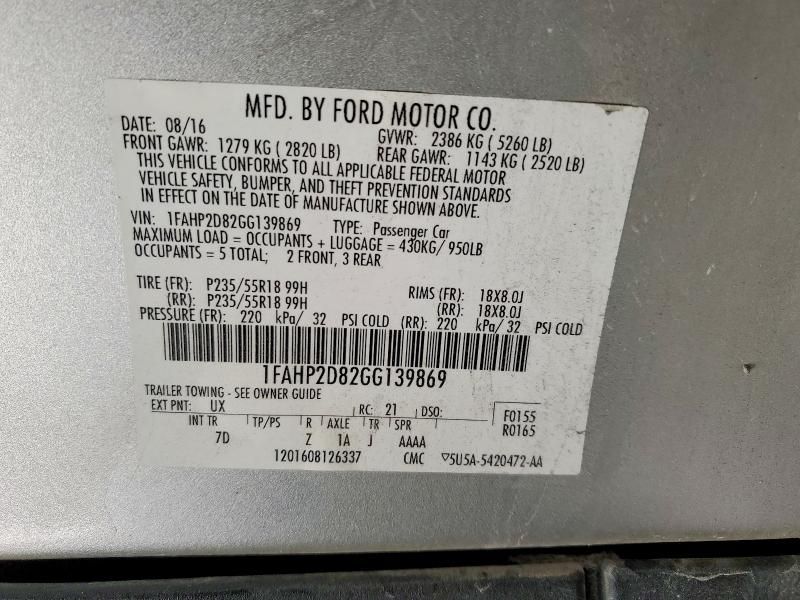 MFD. BY FORD MOTOR CO.
DATE: 08/16 GVWR: 2386 KG ( 5260 LB)
FRONT GAWR: 1279 KG ( 2820 LB) REAR GAWR: 1143 KG ( 2520 LB)
THIS VEHICLE CONFORMS TO ALL APPLICABLE FEDERAL MOTOR
VEHICLE SAFETY, BUMPER, AND THEFT PREVENTION STANDARDS
IN EFFECT ON THE DATE OF MANUFACTURE SHOWN ABOVE.
VIN: 1FAHP2D82GG139869 TYPE: Passenger Car
MAXIMUM LOAD = OCCUPANTS + LUGGAGE = 430KG/ 950LB
OCCUPANTS = 5 TOTAL; 2 FRONT, 3 REAR
TIRE (FR): P235/55R18 99H RIMS (FR): 18X8.0J
(RR): P235/55R18 99H (RR): 18X8.0J
PRESSURE (FR): 220 kPa/ 32 PSI COLD (RR): 220 kPa/ 32 PSI COLD
1FAHP2D82GG139869
TRAILER TOWING - SEE OWNER GUIDE
EXT PNT: UX RC: 21 DSO: F0155
INT TR TP/PS R AXLE TR SPR R0165
7D Z 1A J AAAA
1201608126337 CMC ▽5U5A-5420472-AA